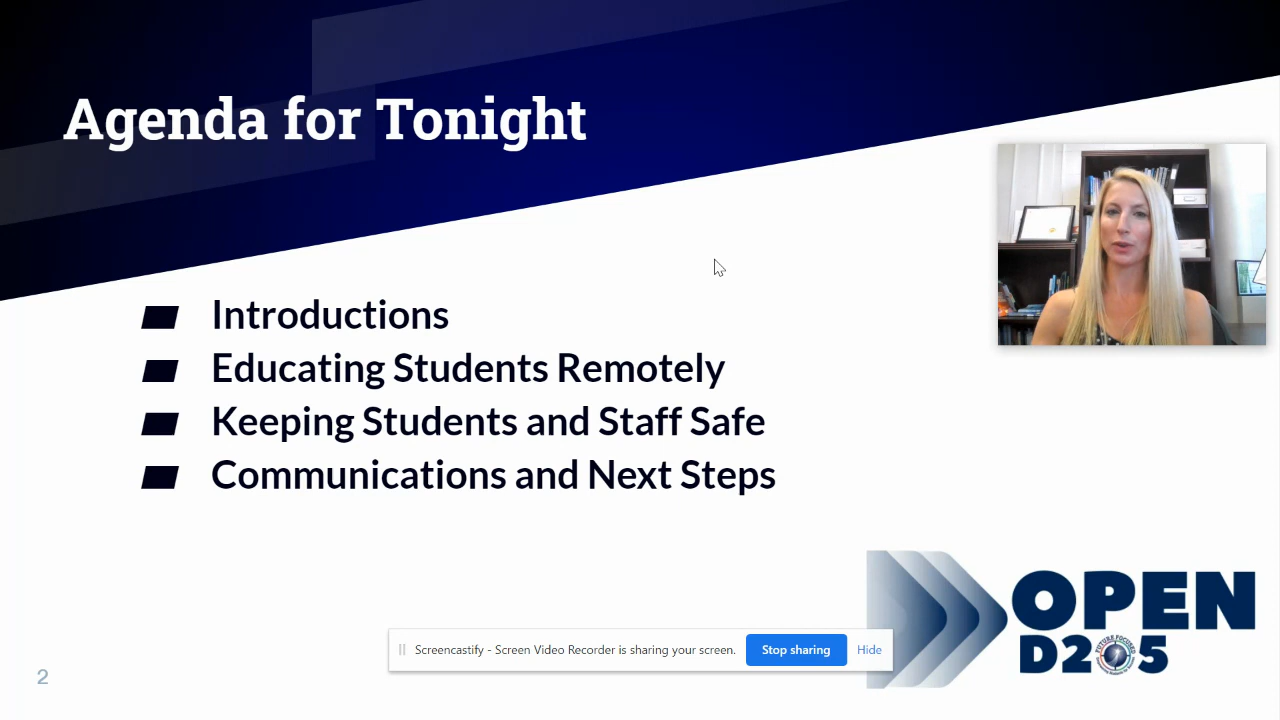 Agenda for Tonight
Introductions
Educating Students Remotely
Keeping Students and Staff Safe
Communications and Next Steps
OPEN
D205
Screencastify - Screen Video Recorder is sharing your screen. Stop sharing Hide
2